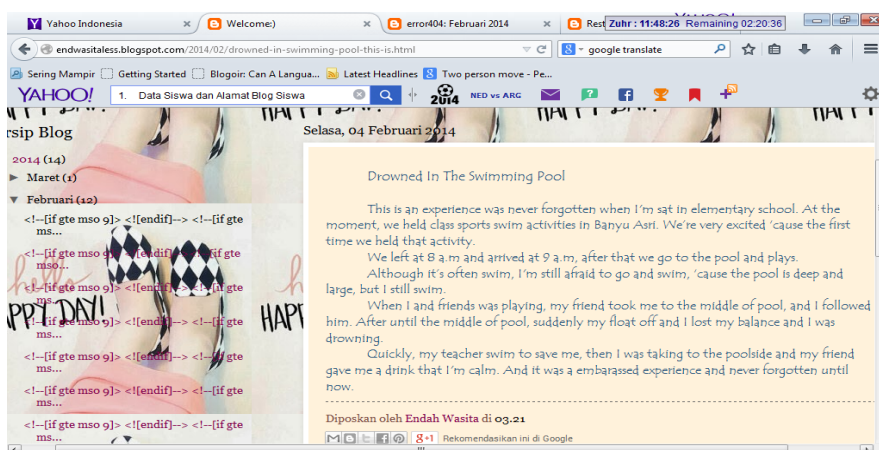 Yahoo Indonesia
Welcome:)
error404: Februari 2014
Rest
Zuhr : 11:48:26 Remaining 02:20:36
endwasitaless.blogspot.com/2014/02/drowned-in-swimming-pool-this-is.html
google translate
Sering Mampir
Getting Started
Blogoir: Can A Langua...
Latest Headlines
Two person move - Pe...
YAHOO!
1. Data Siswa dan Alamat Blog Siswa
2014
NED vs ARG
rsip Blog
2014 (14)
Maret (1)
Februari (12)
<!--[if gte mso 9]> <![endif]--> <!--[if gte
ms...
<!--[if gte mso 9]> <![endif]--> <!--[if gte
mso...
<!--[if gte mso 9]> <![endif]--> <!--[if gte
ms...
<!--[if gte mso 9]> <![endif]--> <!--[if gte
ms...
<!--[if gte mso 9]> <![endif]--> <!--[if gte
ms...
<!--[if gte mso 9]> <![endif]--> <!--[if gte
ms...
<!--[if gte mso 9]> <![endif]--> <!--[if gte
ms...
hello
HAPPY DAY!
Selasa, 04 Februari 2014
Drowned In The Swimming Pool
This is an experience was never forgotten when I'm sat in elementary school. At the
moment, we held class sports swim activities in Banyu Asri. We're very excited 'cause the first
time we held that activity.
We left at 8 a.m and arrived at 9 a.m, after that we go to the pool and plays.
Although it's often swim, I'm still afraid to go and swim, 'cause the pool is deep and
large, but I still swim.
When I and friends was playing, my friend took me to the middle of pool, and I followed
him. After until the middle of pool, suddenly my float off and I lost my balance and I was
drowning.
Quickly, my teacher swim to save me, then I was taking to the poolside and my friend
gave me a drink that I'm calm. And it was a embarassed experience and never forgotten until
now.
Diposkan oleh Endah Wasita di 03.21
g+1 Rekomendasikan ini di Google